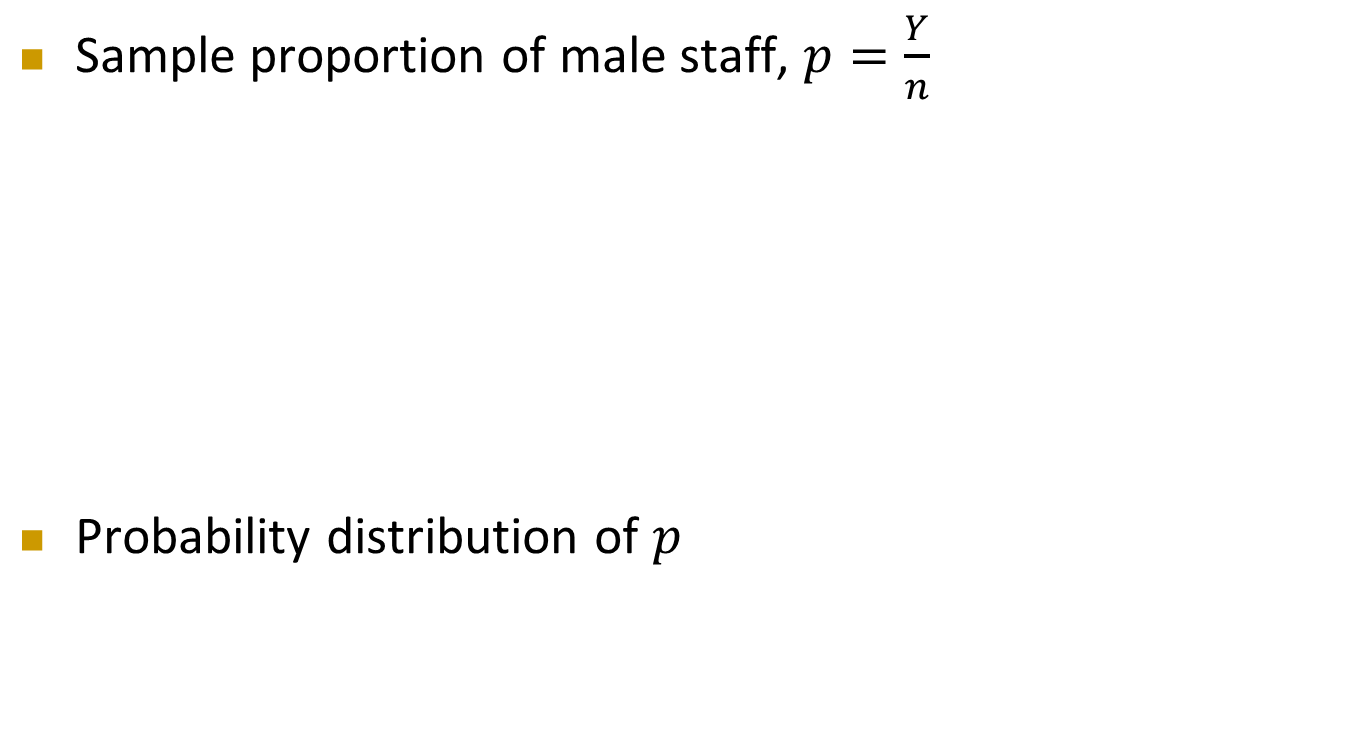 ■ Sample proportion of male staff, p = Y/n
■ Probability distribution of p